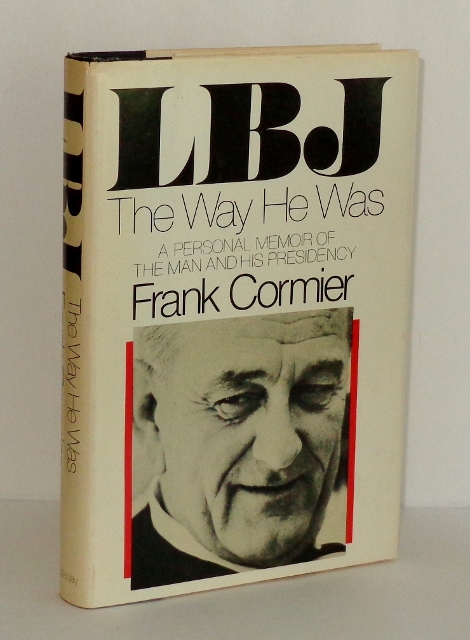 LBJ
The Way He Was
A PERSONAL MEMOIR OF
THE MAN AND HIS PRESIDENCY
Frank Cormier
LBJ
The Way He Was